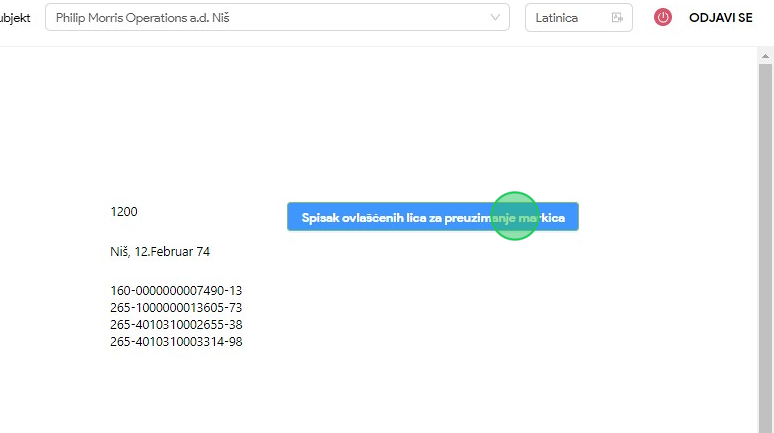 ubjekt Philip Morris Operations a.d. Niš Latinica ODJAVI SE
1200 Spisak ovlašćenih lica za preuzimanje markica
Niš, 12.Februar 74
160-0000000007490-13
265-1000000013605-73
265-4010310002655-38
265-4010310003314-98